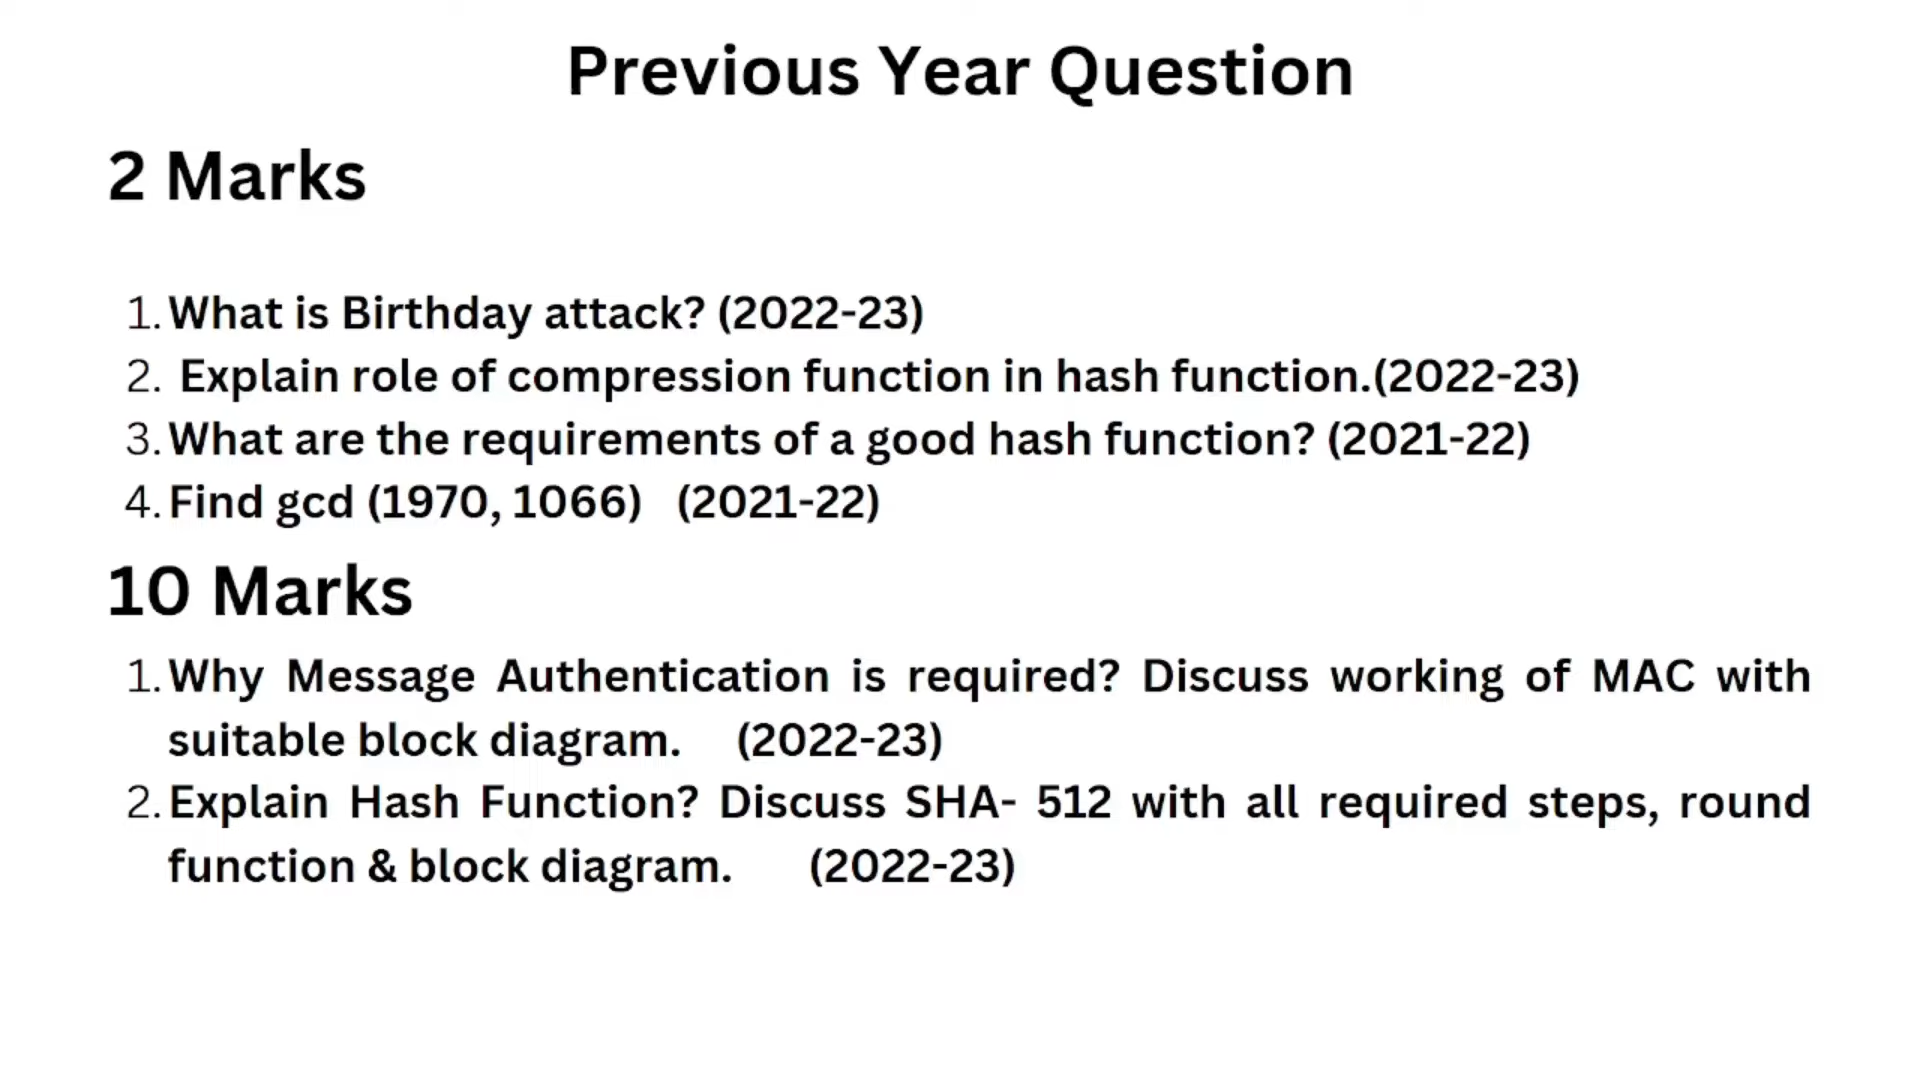 Previous Year Question
2 Marks
1. What is Birthday attack? (2022-23)
2. Explain role of compression function in hash function.(2022-23)
3. What are the requirements of a good hash function? (2021-22)
4. Find gcd (1970, 1066) (2021-22)
10 Marks
1. Why Message Authentication is required? Discuss working of MAC with
suitable block diagram. (2022-23)
2. Explain Hash Function? Discuss SHA- 512 with all required steps, round
function & block diagram. (2022-23)